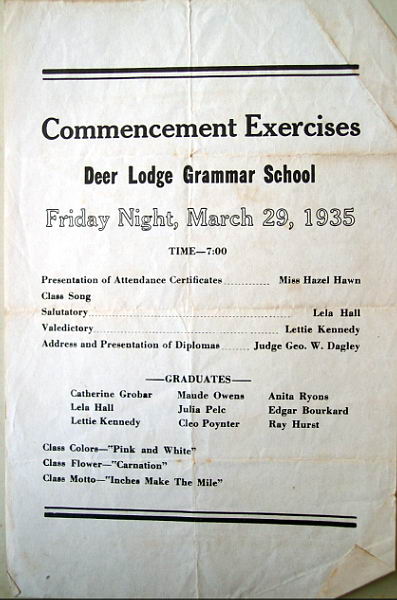 Commencement Exercises
Deer Lodge Grammar School
Friday Night, March 29, 1935
TIME—7:00
Presentation of Attendance Certificates .......... Miss Hazel Hawn
Class Song
Salutatory .......... Lela Hall
Valedictory .......... Lettie Kennedy
Address and Presentation of Diplomas .......... Judge Geo. W. Dagley
——GRADUATES——
Catherine Grobar Maude Owens Anita Ryons
Lela Hall Julia Pelc Edgar Bourkard
Lettie Kennedy Cleo Poynter Ray Hurst
Class Colors—"Pink and White"
Class Flower—"Carnation"
Class Motto—"Inches Make The Mile"